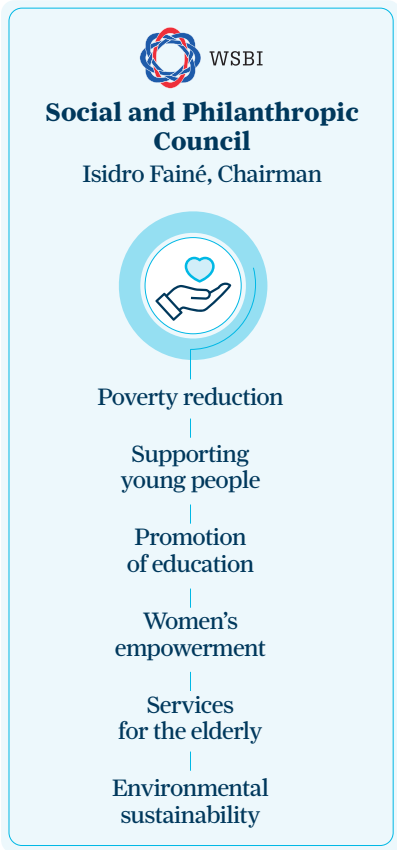 WSBI
Social and Philanthropic
Council
Isidro Fainé, Chairman
Poverty reduction
Supporting
young people
Promotion
of education
Women’s
empowerment
Services
for the elderly
Environmental
sustainability